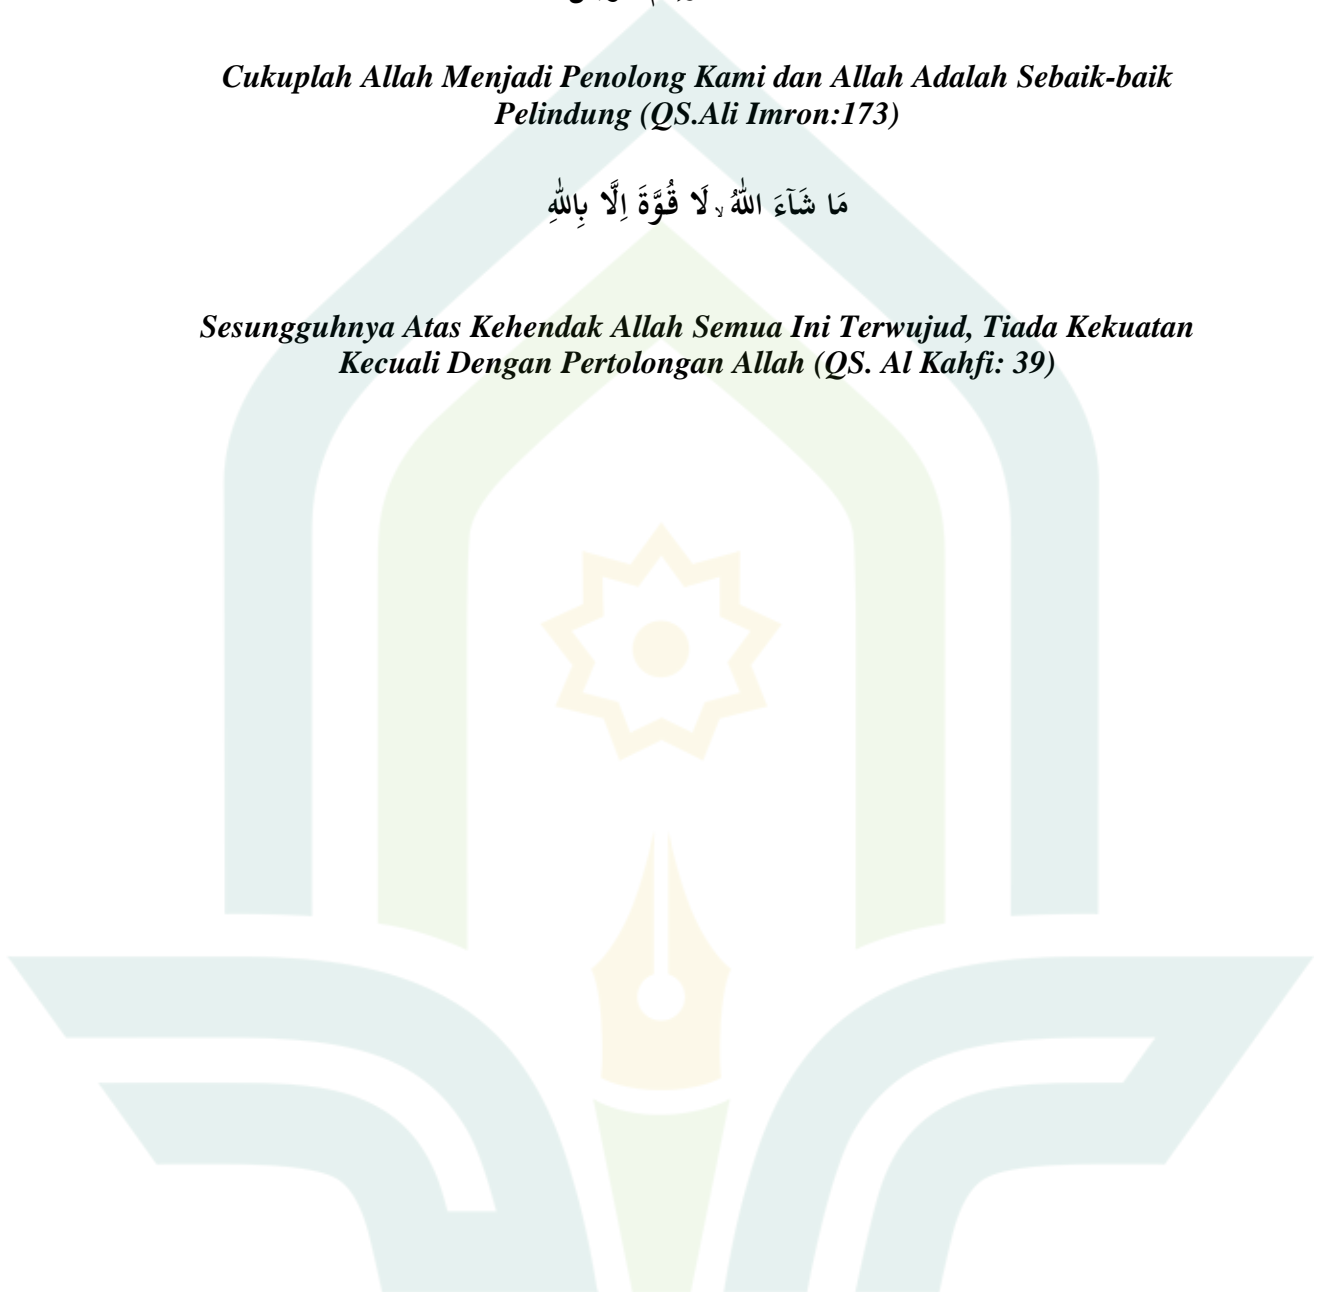 Cukuplah Allah Menjadi Penolong Kami dan Allah Adalah Sebaik-baik
Pelindung (QS.Ali Imron:173)
مَا شَآءَ اللّٰهُ ۙ لَا قُوَّةَ اِلَّا بِاللّٰهِ
Sesungguhnya Atas Kehendak Allah Semua Ini Terwujud, Tiada Kekuatan
Kecuali Dengan Pertolongan Allah (QS. Al Kahfi: 39)